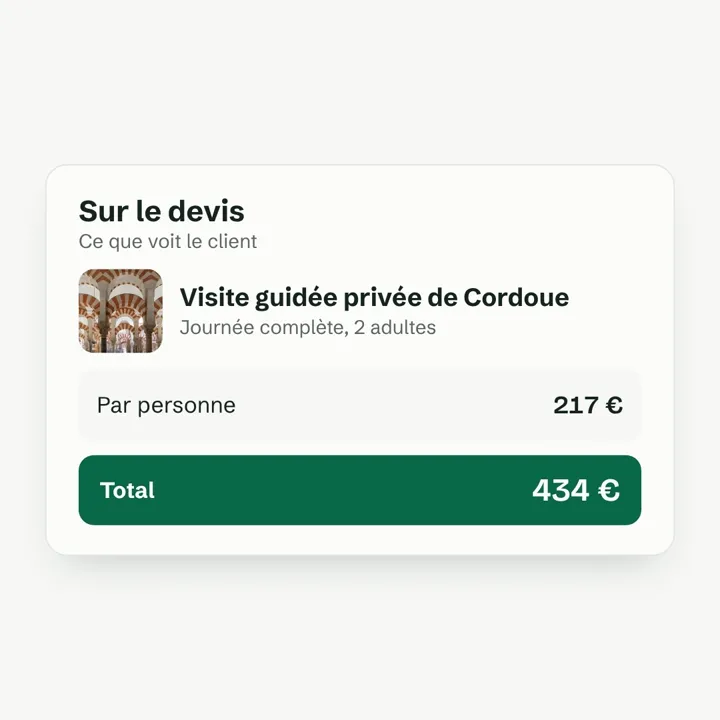 Sur le devis
Ce que voit le client
Visite guidée privée de Cordoue
Journée complète, 2 adultes
Par personne 217 €
Total 434 €